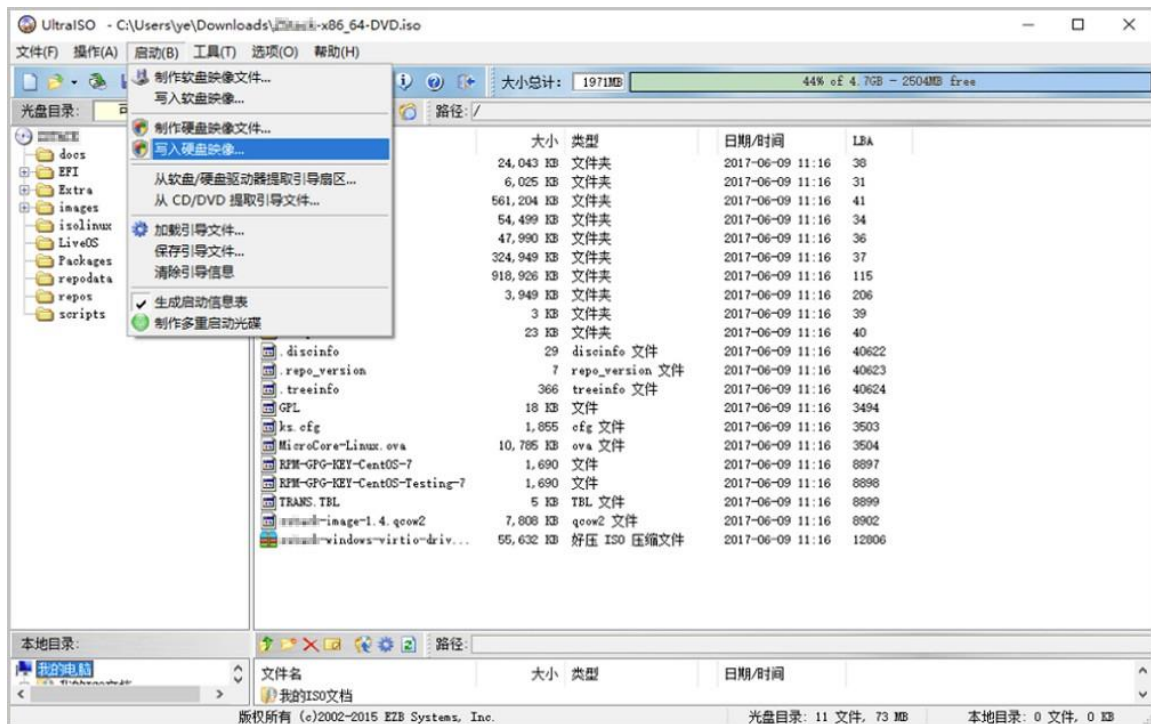 UltraISO - C:\Users\ye\Downloads\-x86_64-DVD.iso
文件(F) 操作(A) 启动(B) 工具(T) 选项(O) 帮助(H)
制作软盘映像文件...
写入软盘映像...
制作硬盘映像文件...
写入硬盘映像...
从软盘/硬盘驱动器提取引导扇区...
从 CD/DVD 提取引导文件...
加载引导文件...
保存引导文件...
清除引导信息
生成启动信息表
制作多重启动光碟
大小总计: 1971MB 44% of 4.7GB - 2504MB free
光盘目录: 可 路径: /
docs
EFI
Extra
images
isolinux
LiveOS
Packages
repodata
repos
scripts
大小 类型 日期/时间 LBA
24,043 KB 文件夹 2017-06-09 11:16 38
6,025 KB 文件夹 2017-06-09 11:16 31
561,204 KB 文件夹 2017-06-09 11:16 41
54,499 KB 文件夹 2017-06-09 11:16 34
47,990 KB 文件夹 2017-06-09 11:16 36
324,949 KB 文件夹 2017-06-09 11:16 37
918,926 KB 文件夹 2017-06-09 11:16 115
3,949 KB 文件夹 2017-06-09 11:16 206
3 KB 文件夹 2017-06-09 11:16 39
23 KB 文件夹 2017-06-09 11:16 40
.discinfo 29 discinfo 文件 2017-06-09 11:16 40622
.repo_version 7 repo_version 文件 2017-06-09 11:16 40623
.treeinfo 366 treeinfo 文件 2017-06-09 11:16 40624
GPL 18 KB 文件 2017-06-09 11:16 3494
ks.cfg 1,855 cfg 文件 2017-06-09 11:16 3503
MicroCore-Linux.ova 10,785 KB ova 文件 2017-06-09 11:16 3504
RPM-GPG-KEY-CentOS-7 1,690 文件 2017-06-09 11:16 8897
RPM-GPG-KEY-CentOS-Testing-7 1,690 文件 2017-06-09 11:16 8898
TRANS.TBL 5 KB TBL 文件 2017-06-09 11:16 8899
-image-1.4.qcow2 7,808 KB qcow2 文件 2017-06-09 11:16 8902
-windows-virtio-driv... 55,632 KB 好压 ISO 压缩文件 2017-06-09 11:16 12806
本地目录: 路径:
我的电脑
文件名 大小 类型 日期/时间
我的ISO文档
版权所有 (c)2002-2015 EZB Systems, Inc. 光盘目录: 11 文件, 73 MB 本地目录: 0 文件, 0 KB